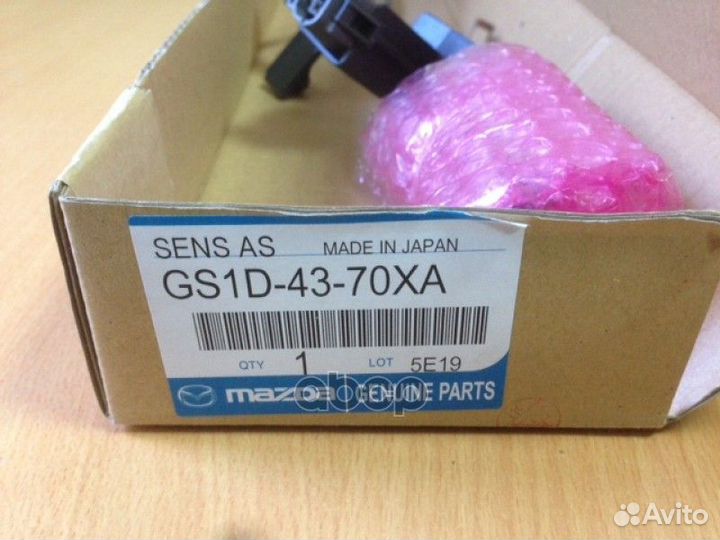 SENS AS MADE IN JAPAN
GS1D-43-70XA
QTY 1 LOT 5E19
mazda GENUINE PARTS
Avito